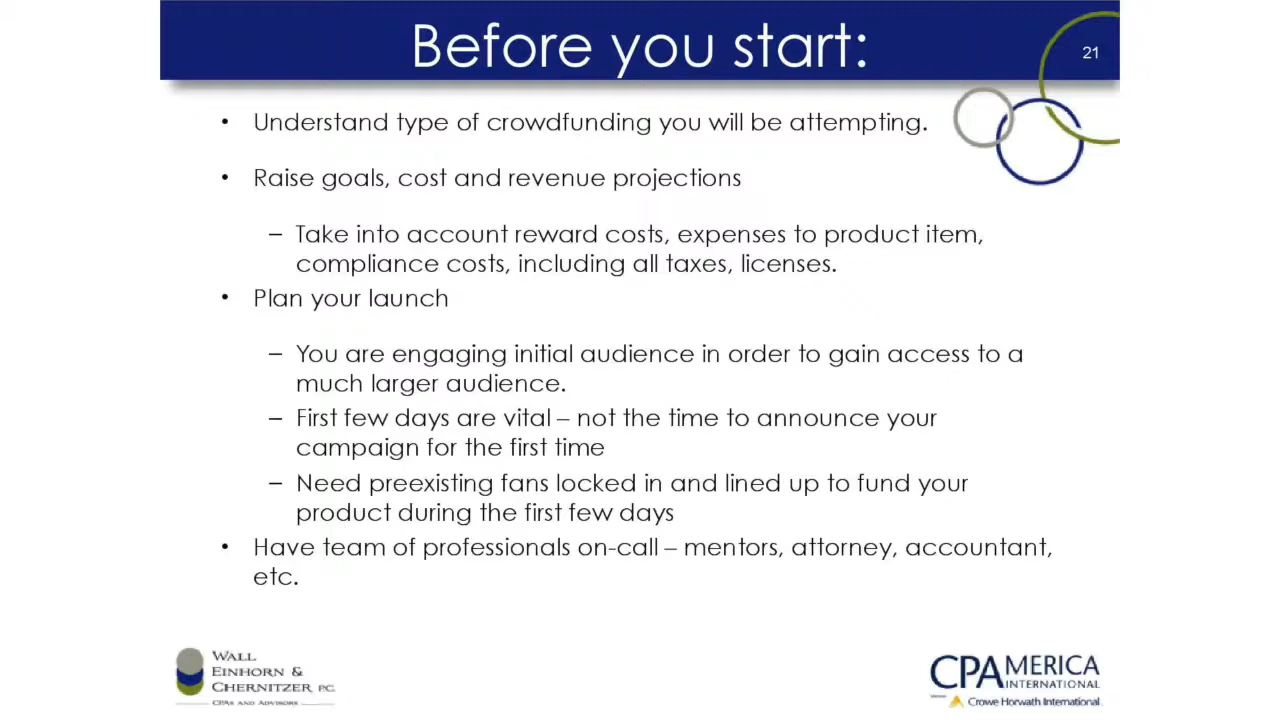 Before you start:
21
• Understand type of crowdfunding you will be attempting.
• Raise goals, cost and revenue projections
– Take into account reward costs, expenses to product item,
compliance costs, including all taxes, licenses.
• Plan your launch
– You are engaging initial audience in order to gain access to a
much larger audience.
– First few days are vital – not the time to announce your
campaign for the first time
– Need preexisting fans locked in and lined up to fund your
product during the first few days
• Have team of professionals on-call – mentors, attorney, accountant,
etc.
WALL
EINHORN &
CHERNITZER P.C.
CPAS AND ADVISORS
CPAMERICA
INTERNATIONAL
Crowe Horwath International